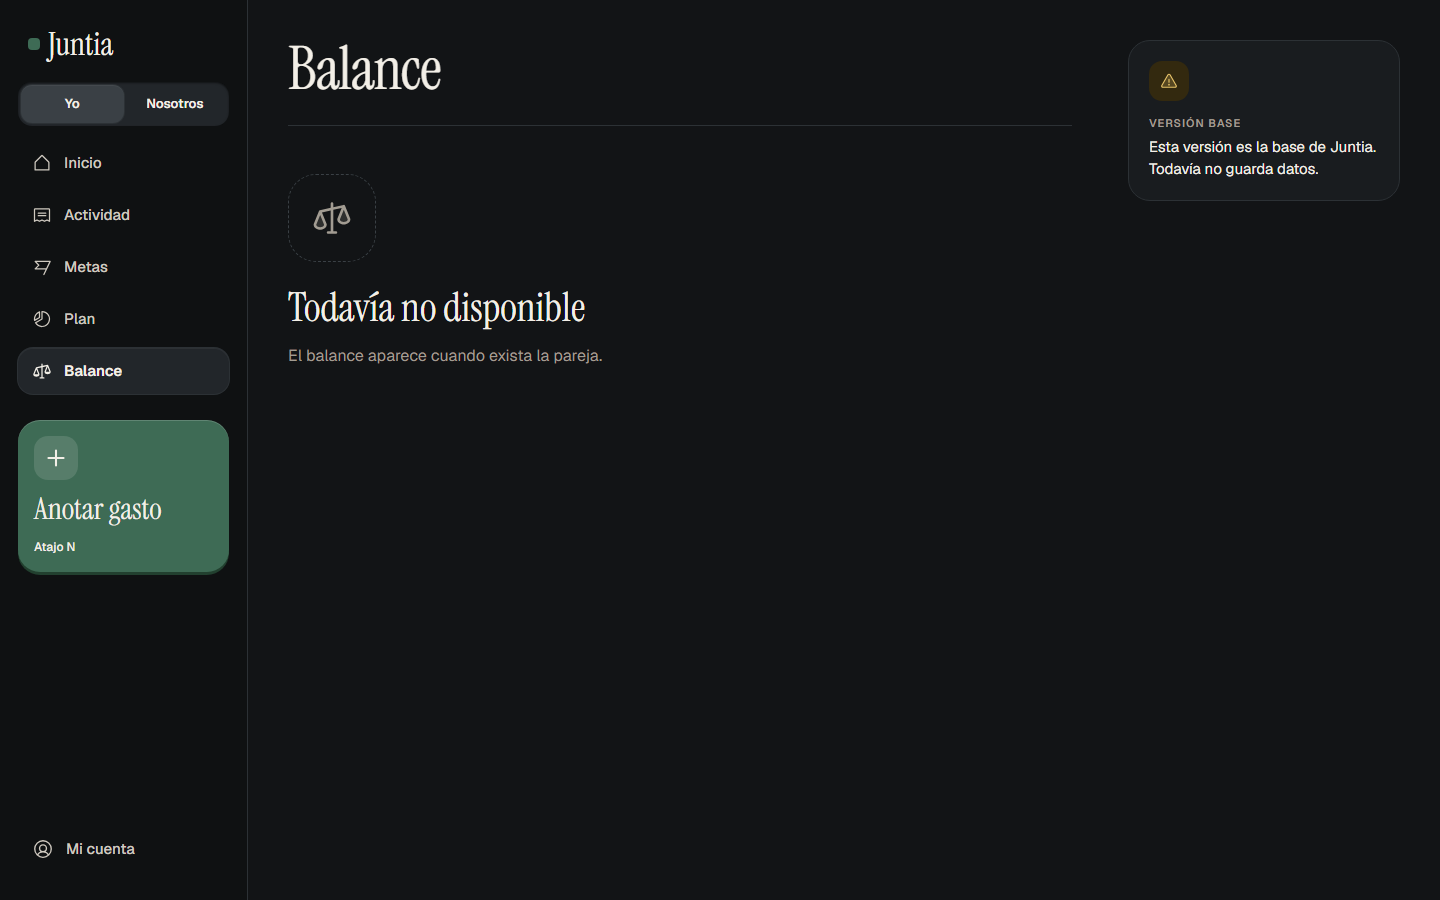 Juntia
Yo
Nosotros
Inicio
Actividad
Metas
Plan
Balance
Anotar gasto
Atajo N
Mi cuenta
Balance
Todavía no disponible
El balance aparece cuando exista la pareja.
VERSIÓN BASE
Esta versión es la base de Juntia.
Todavía no guarda datos.